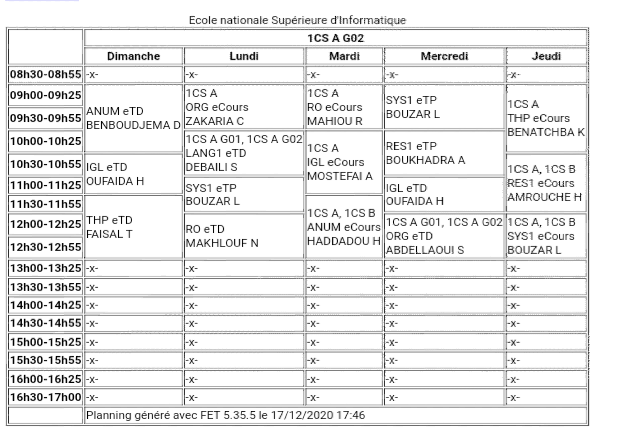 Ecole nationale Supérieure d'Informatique
1CS A G02
Dimanche Lundi Mardi Mercredi Jeudi
08h30-08h55 -x- -x- -x- -x- -x-
09h00-09h25
09h30-09h55
10h00-10h25
10h30-10h55
11h00-11h25
11h30-11h55
12h00-12h25
12h30-12h55
ANUM eTD
BENBOUDJEMA D
IGL eTD
OUFAIDA H
THP eTD
FAISAL T
1CS A
ORG eCours
ZAKARIA C
1CS A G01, 1CS A G02
LANG1 eTD
DEBAILI S
SYS1 eTP
BOUZAR L
RO eTD
MAKHLOUF N
1CS A
RO eCours
MAHIOU R
1CS A
IGL eCours
MOSTEFAI A
1CS A, 1CS B
ANUM eCours
HADDADOU H
SYS1 eTP
BOUZAR L
RES1 eTP
BOUKHADRA A
IGL eTD
OUFAIDA H
1CS A G01, 1CS A G02
ORG eTD
ABDELLAOUI S
1CS A
THP eCours
BENATCHBA K
1CS A, 1CS B
RES1 eCours
AMROUCHE H
1CS A, 1CS B
SYS1 eCours
BOUZAR L
13h00-13h25 -x- -x- -x- -x- -x-
13h30-13h55 -x- -x- -x- -x- -x-
14h00-14h25 -x- -x- -x- -x- -x-
14h30-14h55 -x- -x- -x- -x- -x-
15h00-15h25 -x- -x- -x- -x- -x-
15h30-15h55 -x- -x- -x- -x- -x-
16h00-16h25 -x- -x- -x- -x- -x-
16h30-17h00 -x- -x- -x- -x- -x-
Planning généré avec FET 5.35.5 le 17/12/2020 17:46